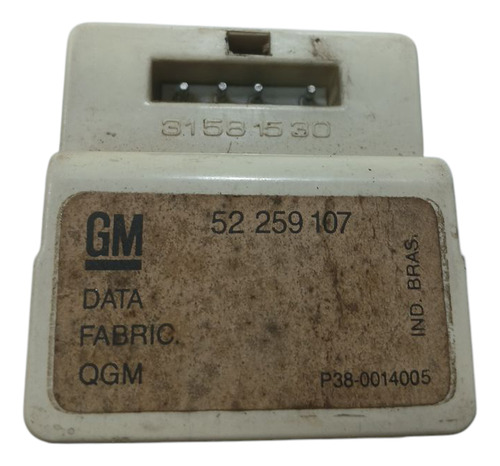 31581530
GM 52 259 107
DATA
FABRIC.
QGM
IND. BRAS.
P38-0014005